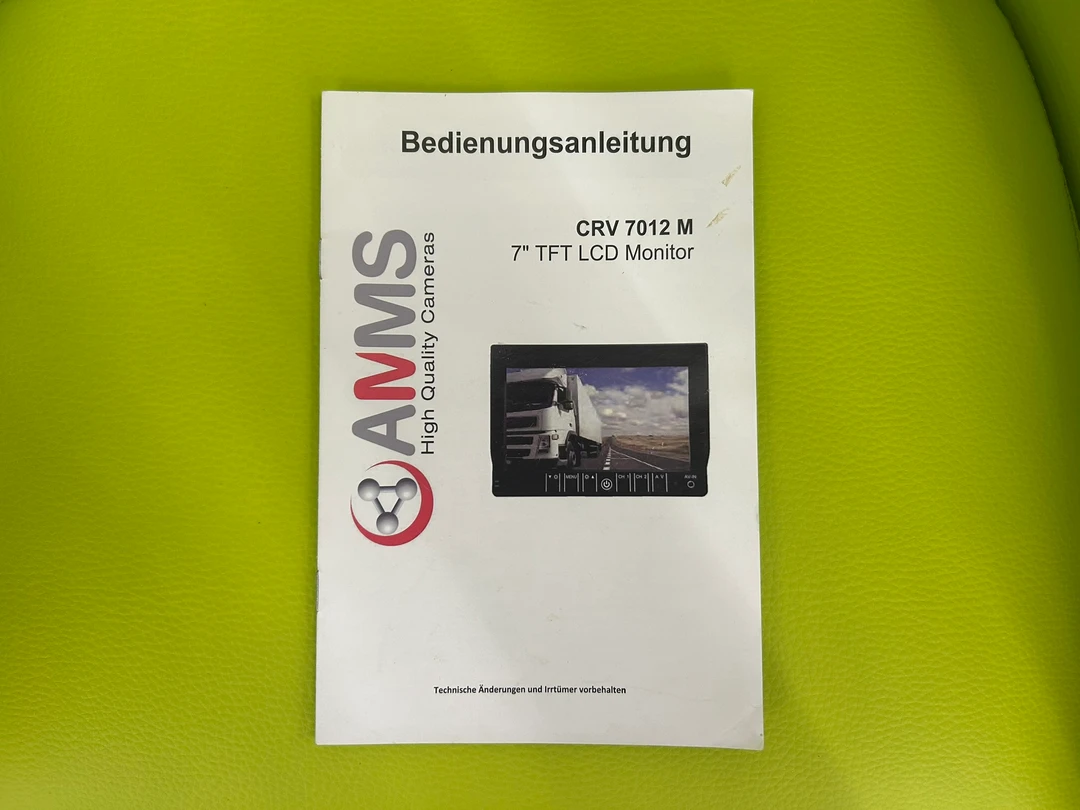 Bedienungsanleitung
CRV 7012 M
7" TFT LCD Monitor
ANMS
High Quality Cameras
MENU
CH 1
CH 2
A V
Technische Änderungen und Irrtümer vorbehalten